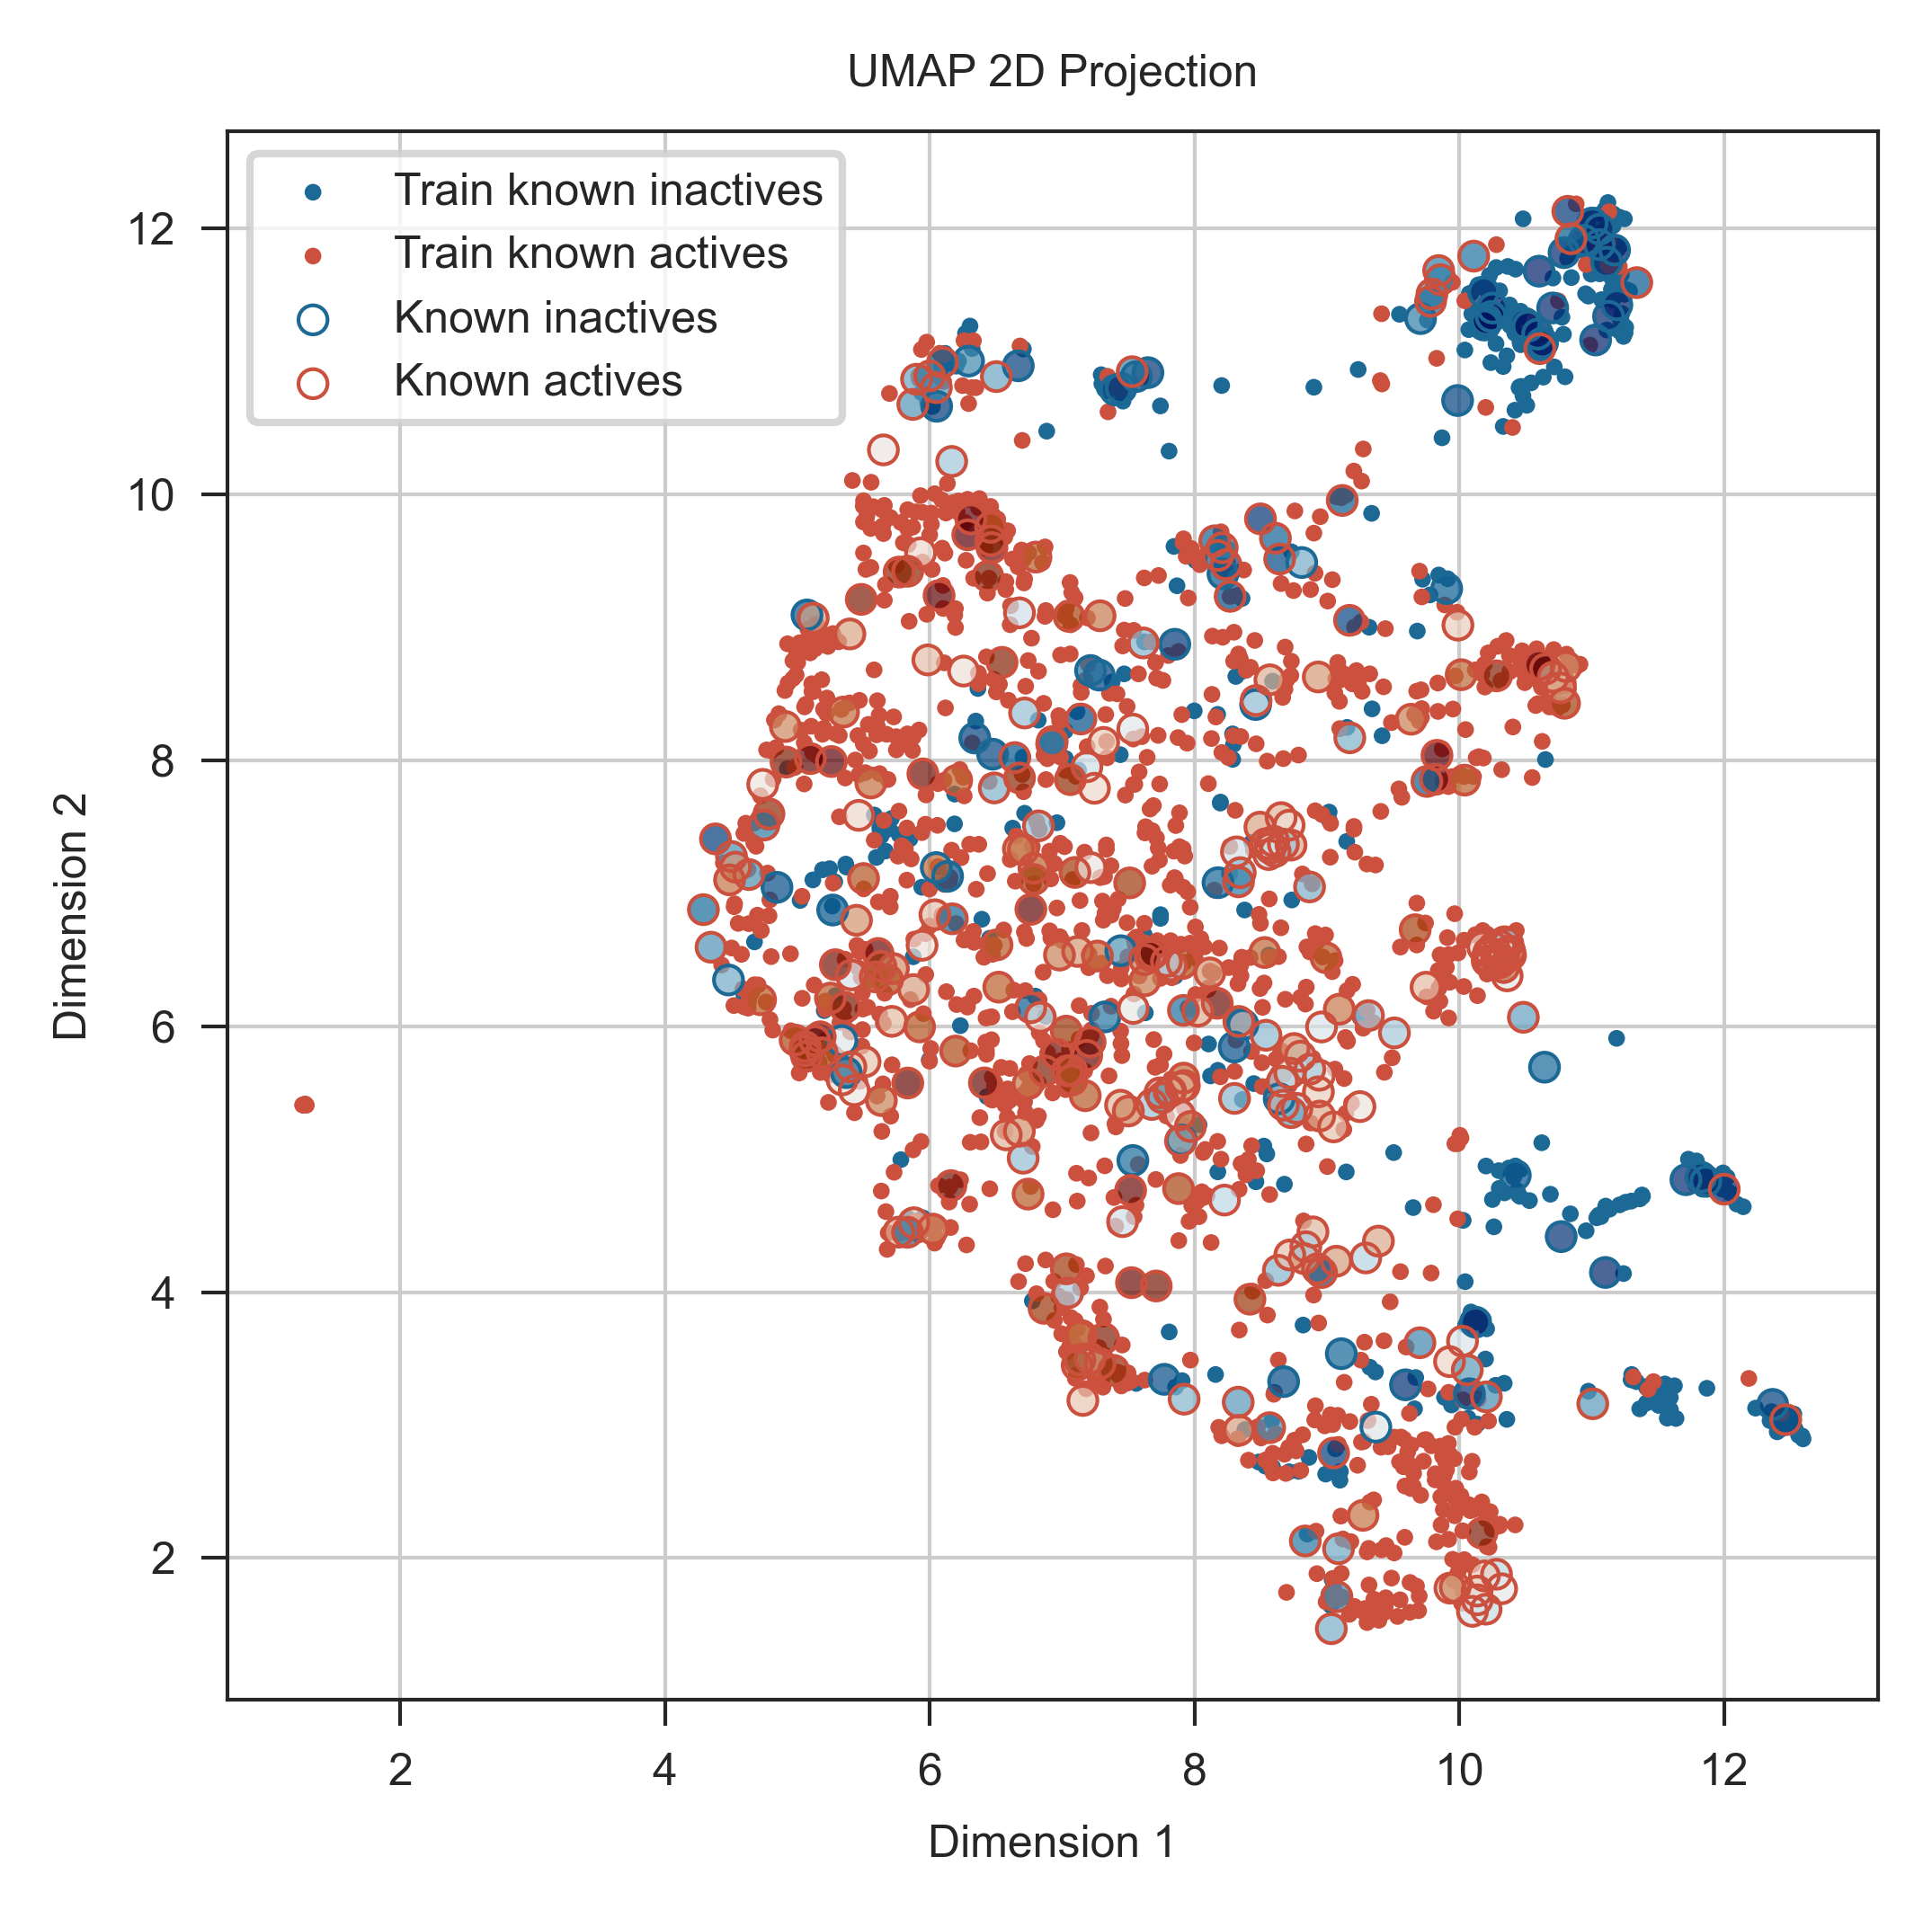 UMAP 2D Projection
Train known inactives
Train known actives
Known inactives
Known actives
12
10
8
6
4
2
Dimension 2
2
4
6
8
10
12
Dimension 1